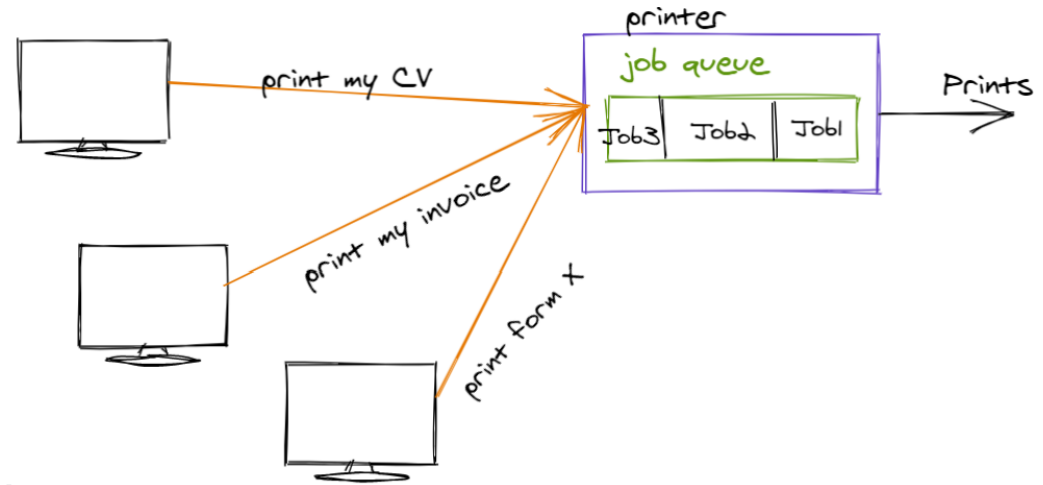 printer
job queue
print my CV
Prints
Job3
Job2
Job1
print my invoice
print form X